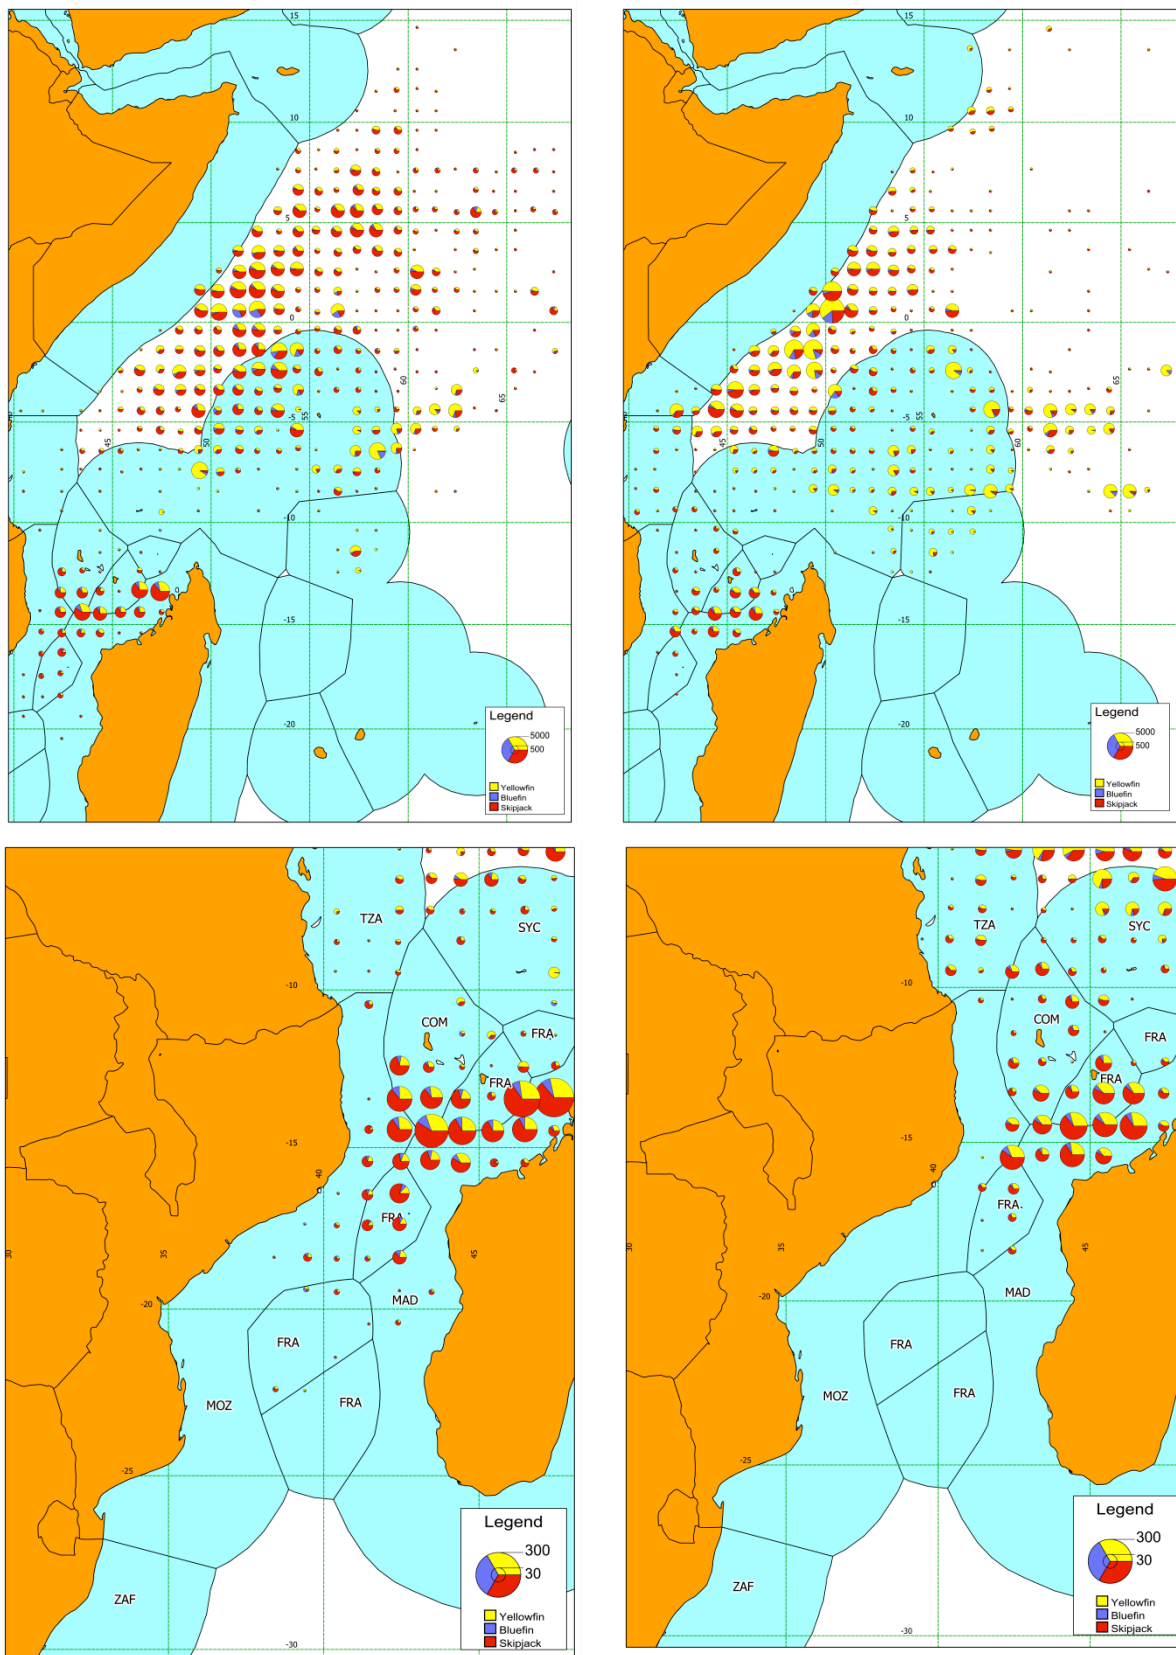 15
10
5
0
-5
45
50
55
60
65
-10
-15
-20
Legend
5000
500
Yellowfin
Bluefin
Skipjack
15
10
5
0
-5
45
50
55
60
65
-10
-15
-20
Legend
5000
500
Yellowfin
Bluefin
Skipjack
TZA
SYC
-10
COM
FRA
FRA
-15
40
FRA
30
35
45
-20
MAD
FRA
MOZ
FRA
-25
Legend
300
30
ZAF
Yellowfin
Bluefin
Skipjack
-30
TZA
SYC
-10
COM
FRA
FRA
-15
40
FRA
30
35
45
-20
MAD
FRA
MOZ
FRA
-25
Legend
300
30
ZAF
Yellowfin
Bluefin
Skipjack
-30